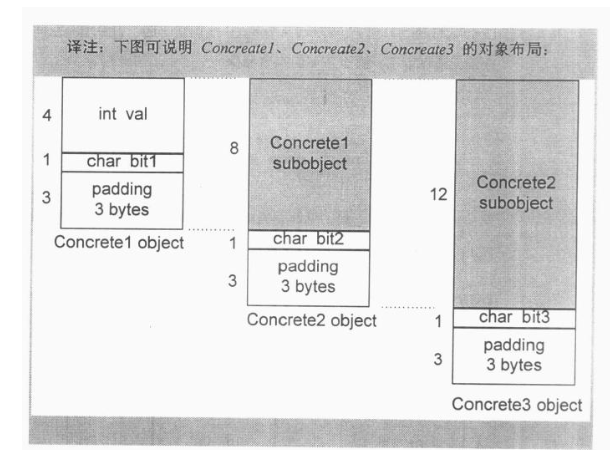 译注：下图可说明 Concreate1、Concreate2、Concreate3 的对象布局：
4
int val
1
char bit1
3
padding
3 bytes
Concrete1 object
8
Concrete1
subobject
1
char bit2
3
padding
3 bytes
Concrete2 object
12
Concrete2
subobject
1
char bit3
3
padding
3 bytes
Concrete3 object